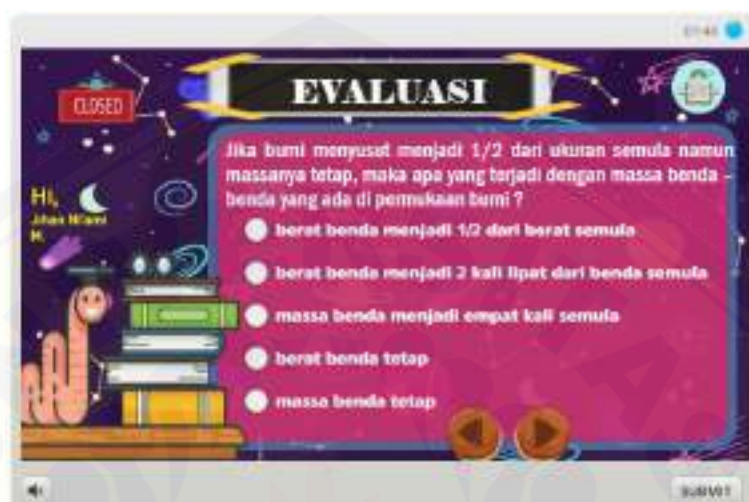 EVALUASI
CLOSED
Jika bumi menyusut menjadi 1/2 dari ukuran semula namun
massanya tetap, maka apa yang terjadi dengan massa benda -
benda yang ada di permukaan bumi ?
Hi,
berat benda menjadi 1/2 dari berat semula
berat benda menjadi 2 kali lipat dari benda semula
massa benda menjadi empat kali semula
berat benda tetap
massa benda tetap
SUBMIT